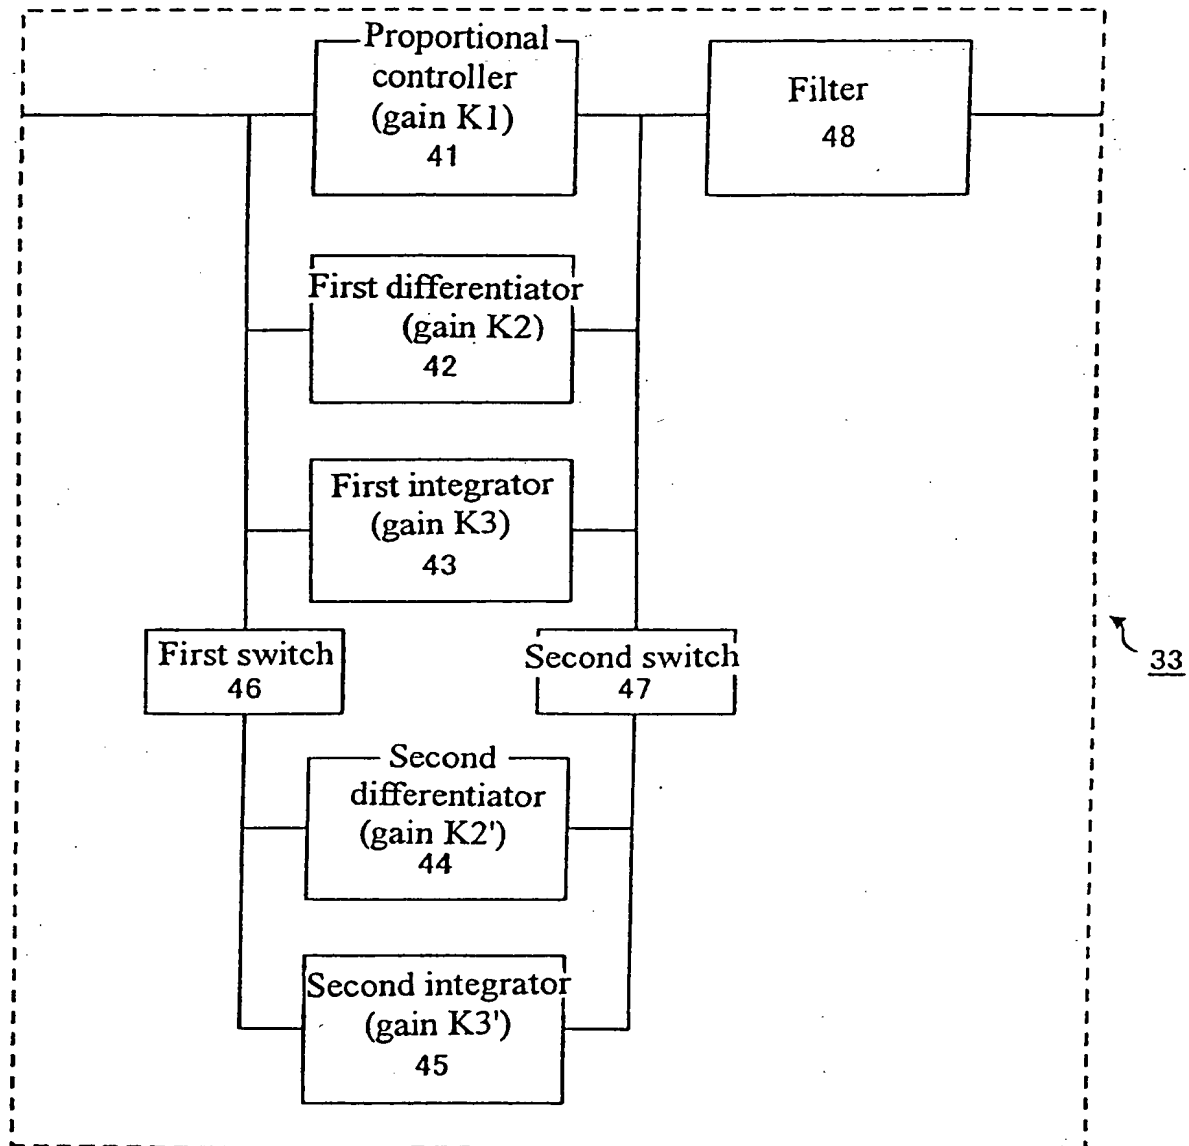 Proportional
controller
(gain K1)
41
Filter
48
First differentiator
(gain K2)
42
First integrator
(gain K3)
43
First switch
46
Second switch
47
33
Second
differentiator
(gain K2')
44
Second integrator
(gain K3')
45